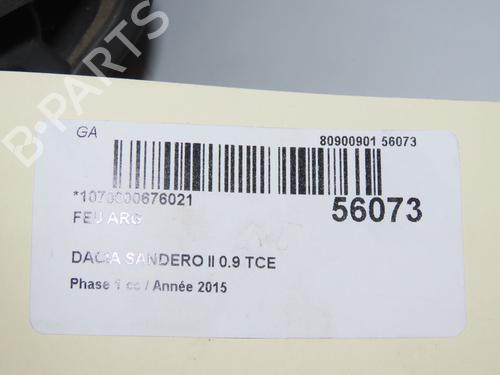 GA
80900901 56073
*1070000676021
56073
FEU ARG
DACIA SANDERO II 0.9 TCE
Phase 1 cc / Année 2015
B-PARTS